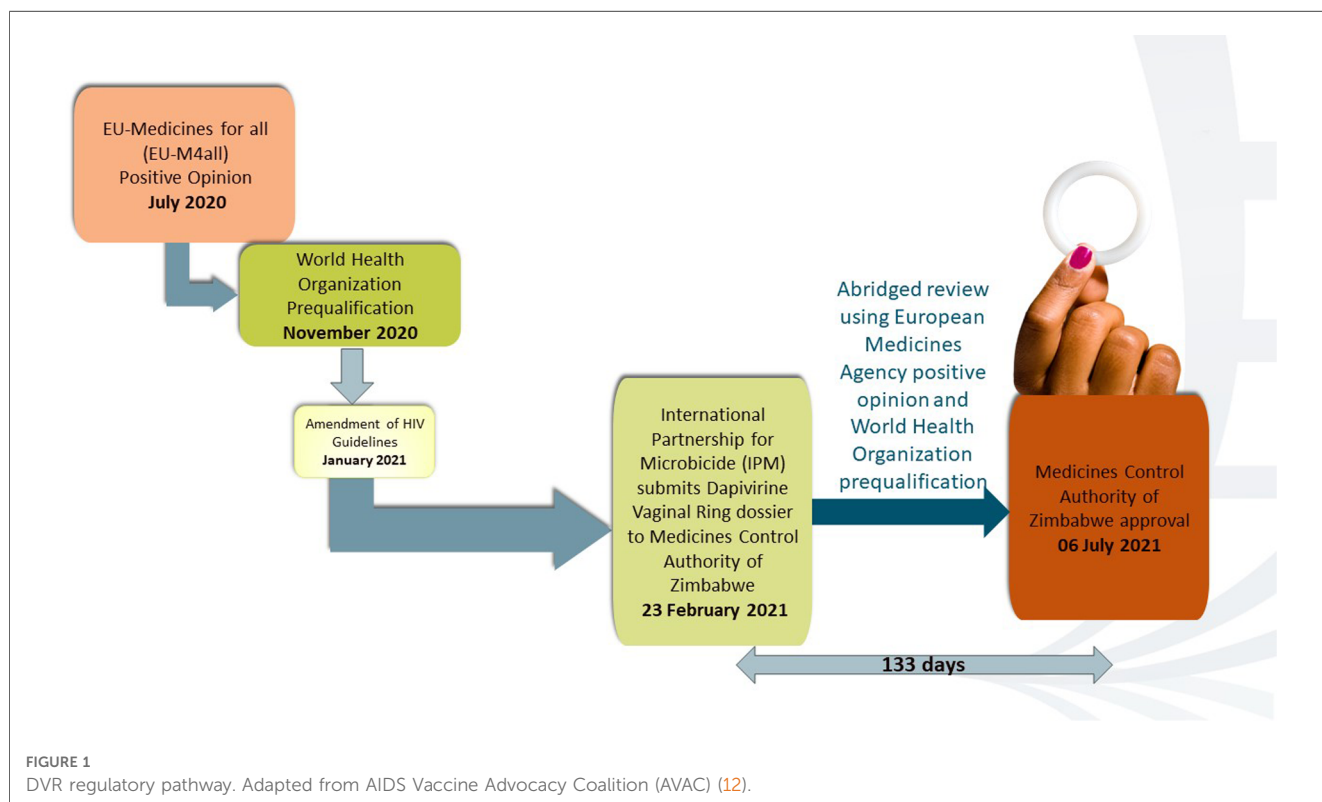 EU-Medicines for all
(EU-M4all)
Positive Opinion
July 2020
World Health
Organization
Prequalification
November 2020
Amendment of HIV
Guidelines
January 2021
International
Partnership for
Microbicide (IPM)
submits Dapivirine
Vaginal Ring dossier
to Medicines Control
Authority of
Zimbabwe
23 February 2021
Abridged review
using European
Medicines
Agency positive
opinion and
World Health
Organization
prequalification
Medicines Control
Authority of
Zimbabwe approval
06 July 2021
133 days
FIGURE 1
DVR regulatory pathway. Adapted from AIDS Vaccine Advocacy Coalition (AVAC) (12).